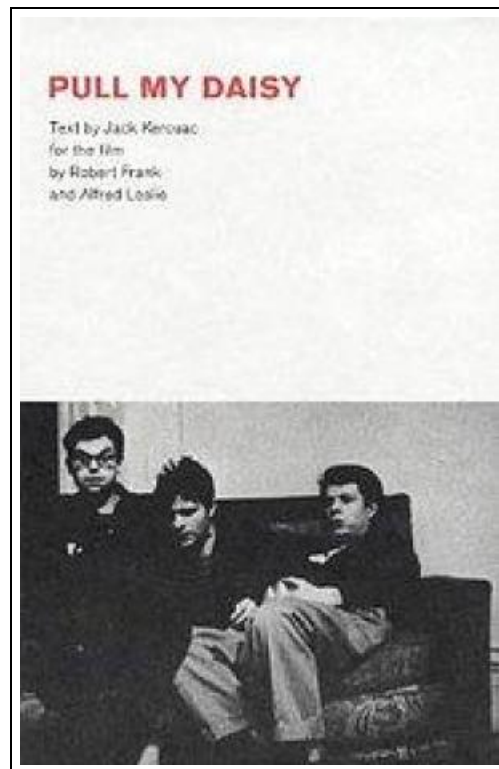 PULL MY DAISY
Text by Jack Kerouac
for the film
by Robert Frank
and Alfred Leslie